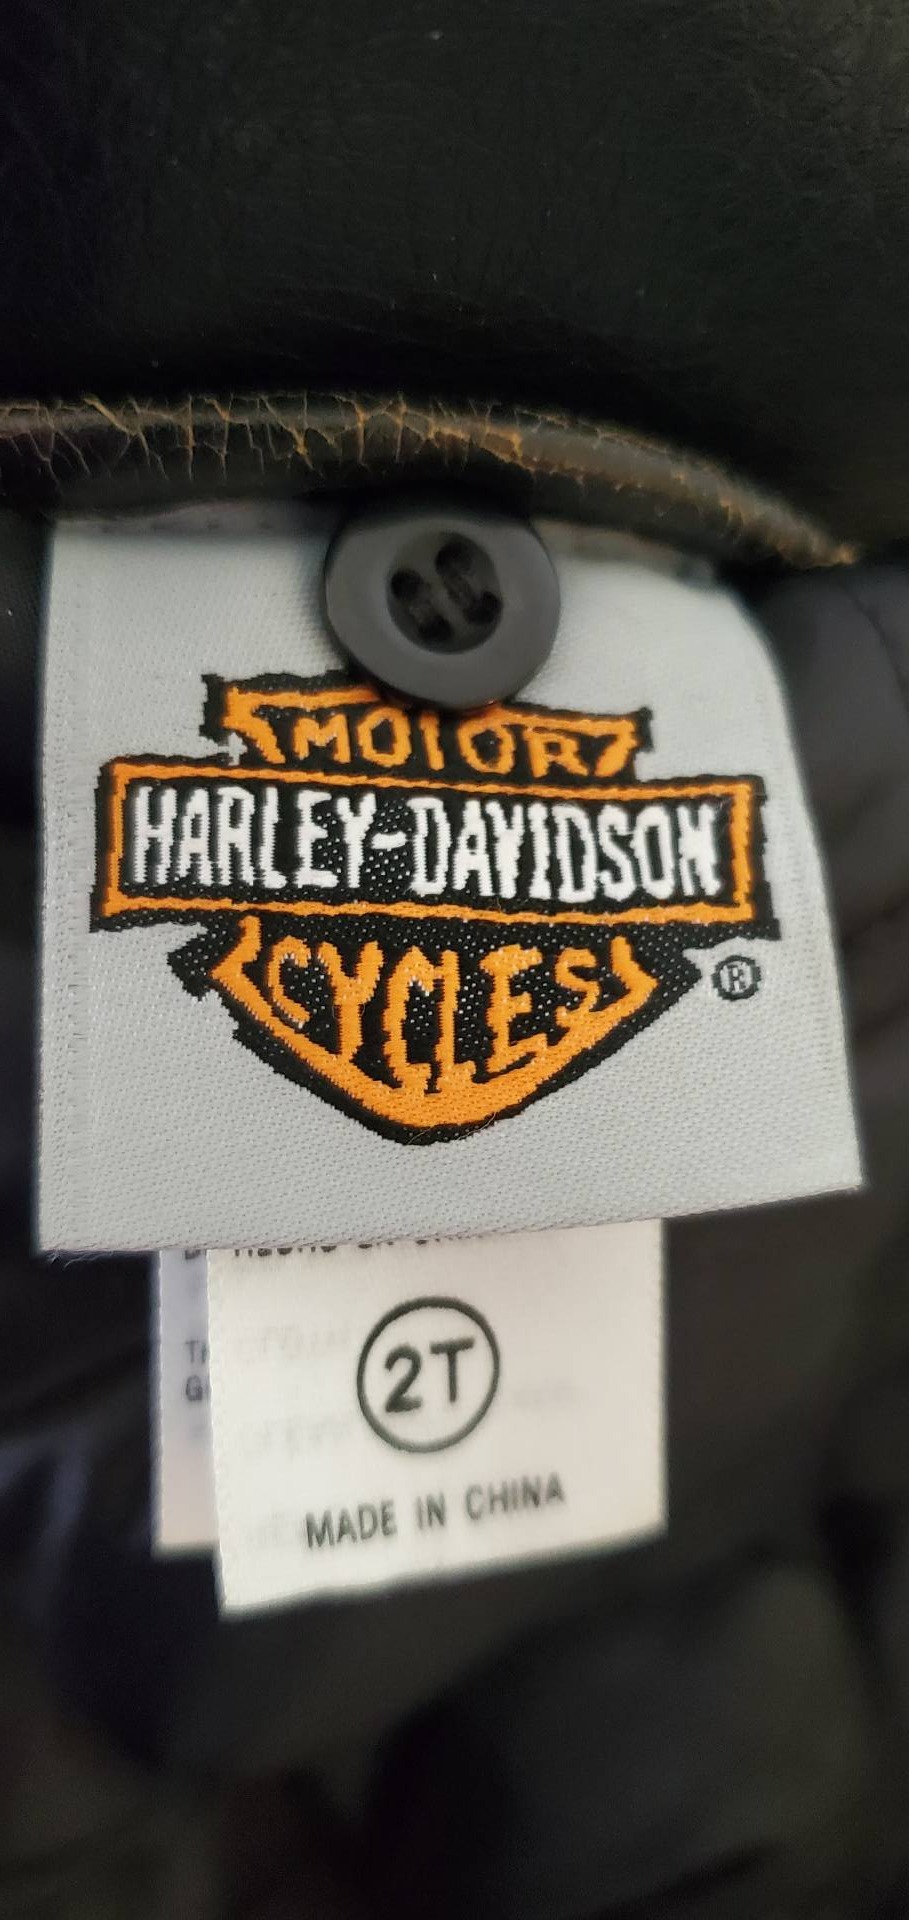 MOTOR
HARLEY-DAVIDSON
CYCLES
®
2T
MADE IN CHINA